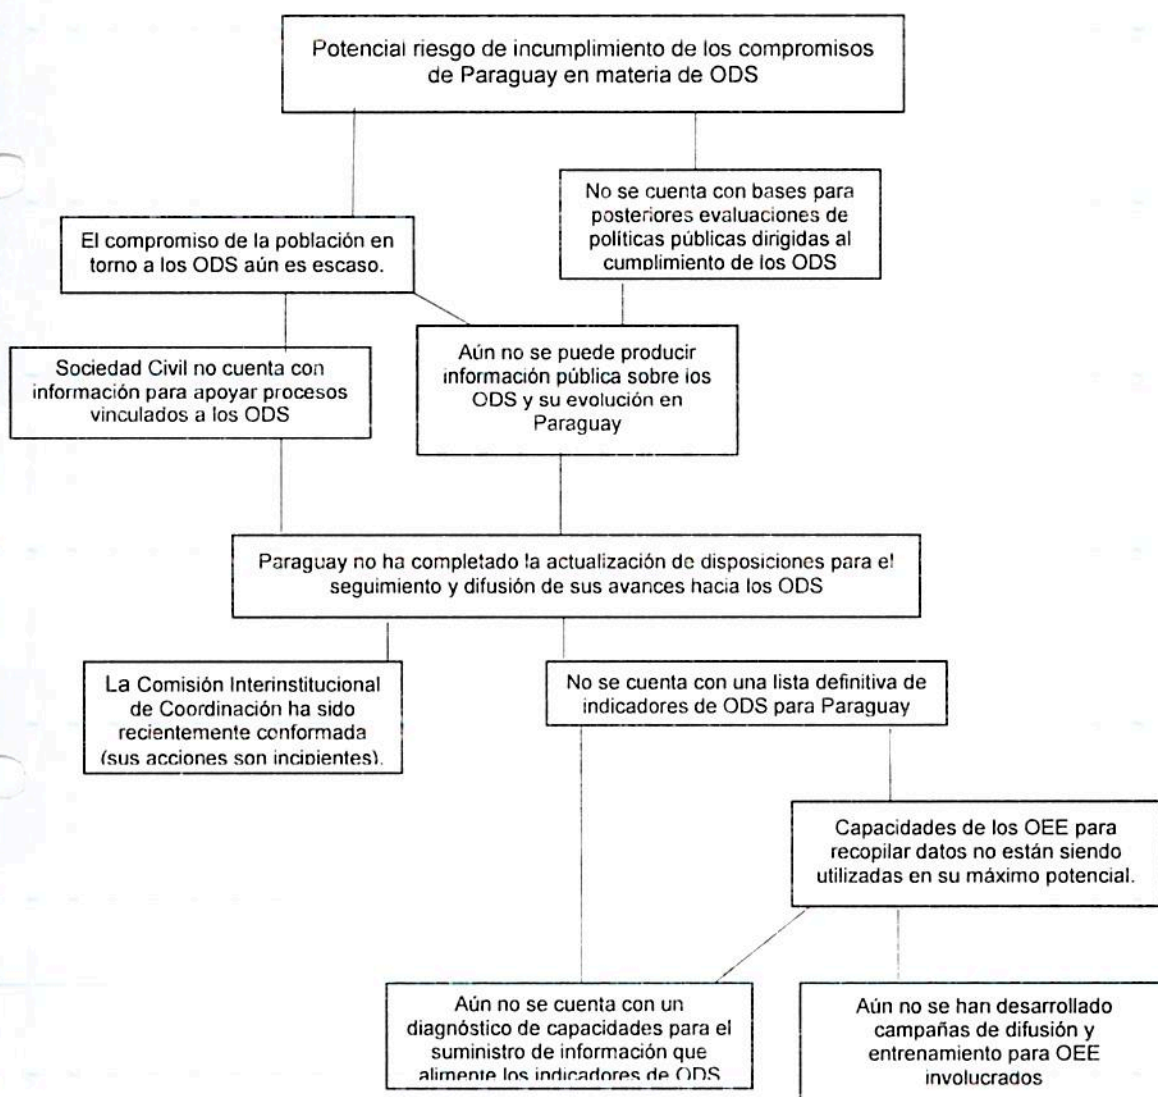 Potencial riesgo de incumplimiento de los compromisos
de Paraguay en materia de ODS
No se cuenta con bases para
posteriores evaluaciones de
políticas públicas dirigidas al
cumplimiento de los ODS
El compromiso de la población en
torno a los ODS aún es escaso.
Aún no se puede producir
información pública sobre los
ODS y su evolución en
Paraguay
Sociedad Civil no cuenta con
información para apoyar procesos
vinculados a los ODS
Paraguay no ha completado la actualización de disposiciones para el
seguimiento y difusión de sus avances hacia los ODS
La Comisión Interinstitucional
de Coordinación ha sido
recientemente conformada
(sus acciones son incipientes).
No se cuenta con una lista definitiva de
indicadores de ODS para Paraguay
Capacidades de los OEE para
recopilar datos no están siendo
utilizadas en su máximo potencial.
Aún no se cuenta con un
diagnóstico de capacidades para el
suministro de información que
alimente los indicadores de ODS
Aún no se han desarrollado
campañas de difusión y
entrenamiento para OEE
involucrados